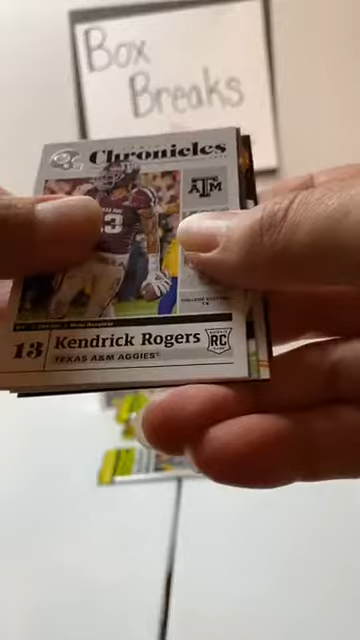 Box
Breaks
Chronicles
ATM
13
Kendrick Rogers RC
TEXAS A&M AGGIES